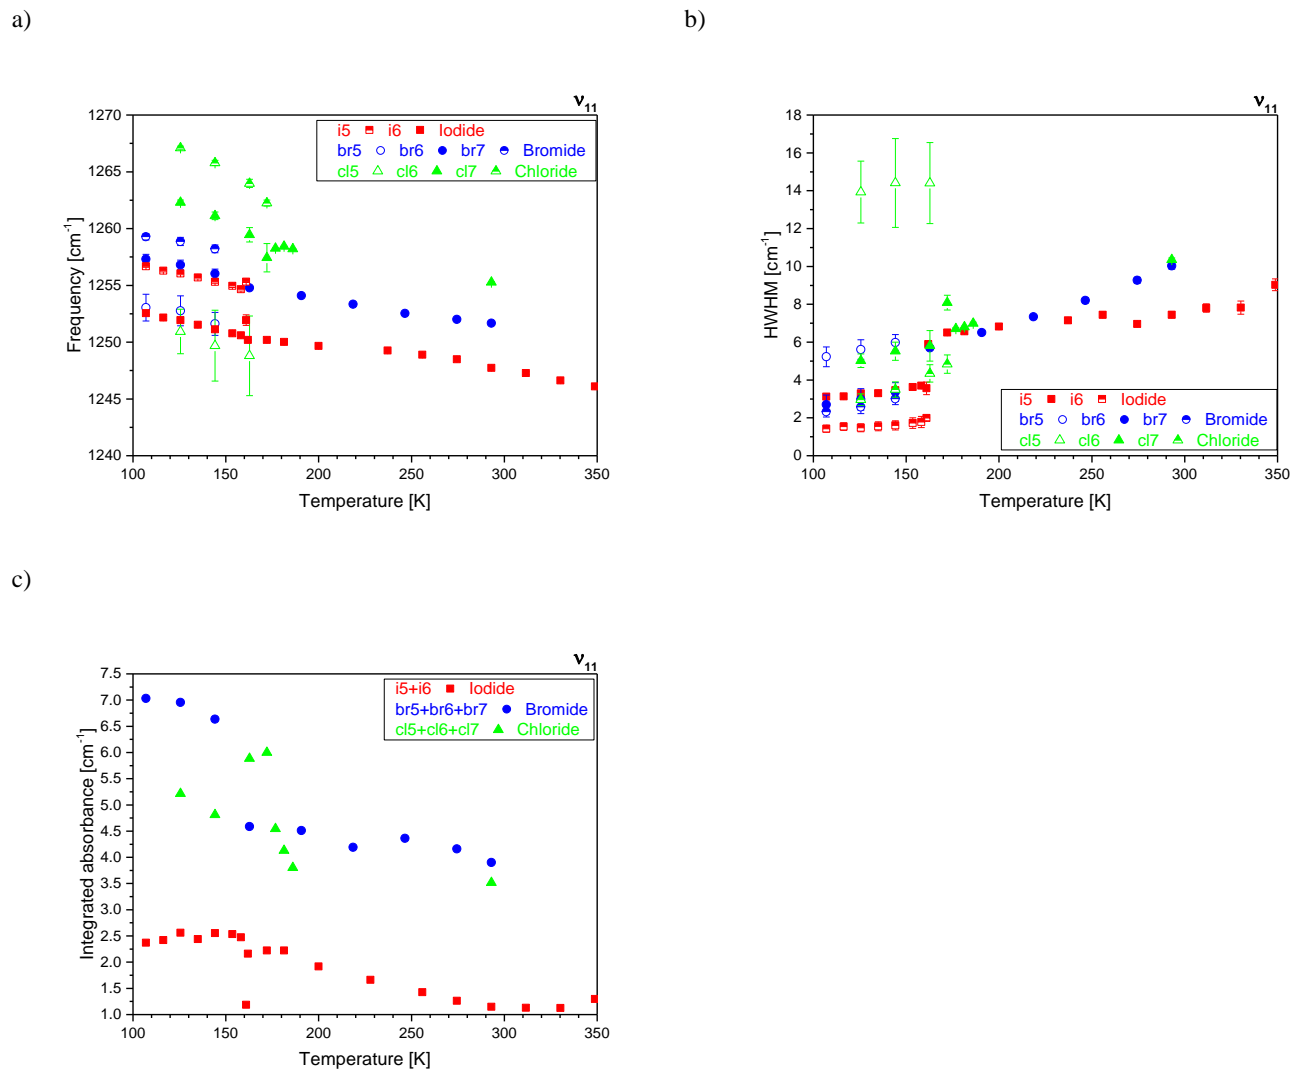 a)
b)
ν11
1270
1265
1260
1255
1250
1245
1240
Frequency [cm-1]
i5 i6 Iodide
br5 br6 br7 Bromide
cl5 cl6 cl7 Chloride
100 150 200 250 300 350
Temperature [K]
ν11
18
16
14
12
10
8
6
4
2
0
HWHM [cm-1]
i5 i6 Iodide
br5 br6 br7 Bromide
cl5 cl6 cl7 Chloride
100 150 200 250 300 350
Temperature [K]
c)
ν11
7.5
7.0
6.5
6.0
5.5
5.0
4.5
4.0
3.5
3.0
2.5
2.0
1.5
1.0
Integrated absorbance [cm-1]
i5+i6 Iodide
br5+br6+br7 Bromide
cl5+cl6+cl7 Chloride
100 150 200 250 300 350
Temperature [K]